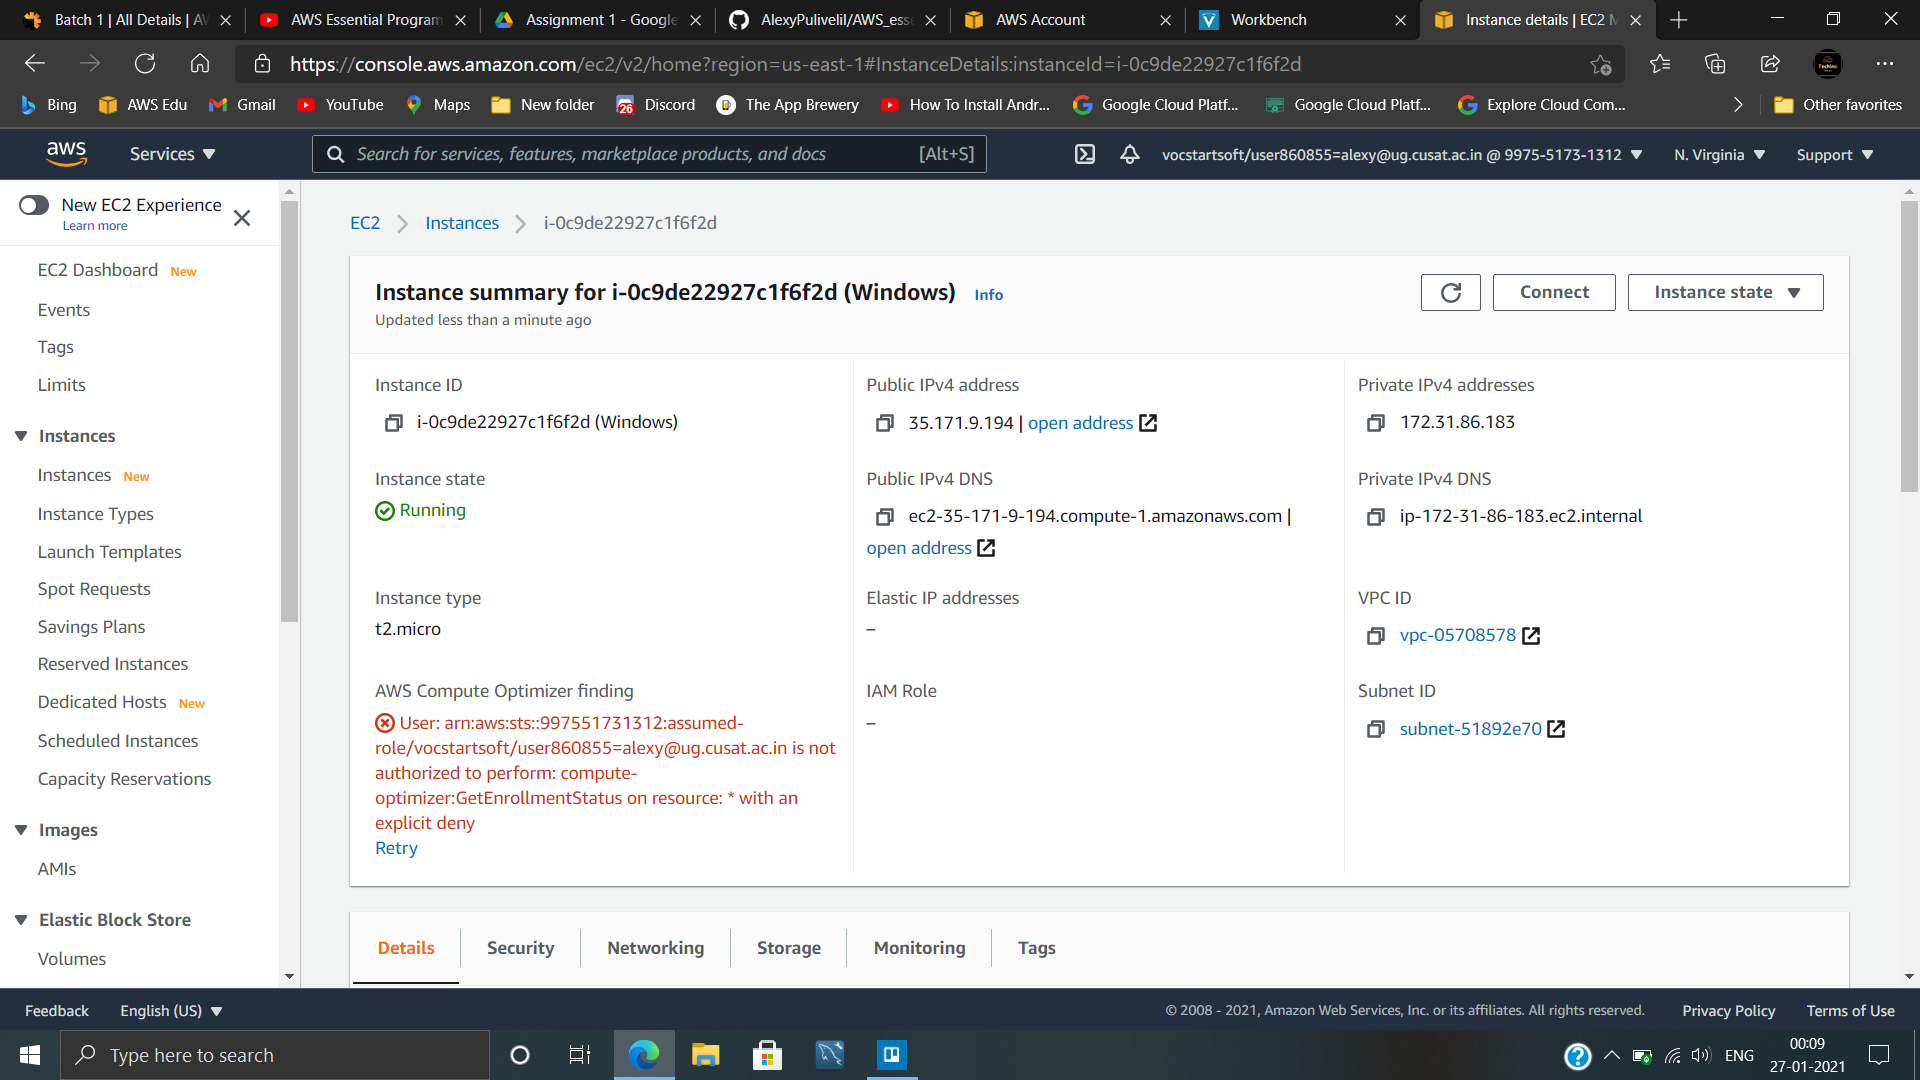 Batch 1 | All Details | AV
AWS Essential Program
Assignment 1 - Google
AlexyPulivelil/AWS_esse
AWS Account
Workbench
Instance details | EC2 M
https://console.aws.amazon.com/ec2/v2/home?region=us-east-1#InstanceDetails:instanceId=i-0c9de22927c1f6f2d
Bing
AWS Edu
Gmail
YouTube
Maps
New folder
26
Discord
The App Brewery
How To Install Andr...
Google Cloud Platf...
Google Cloud Platf...
Explore Cloud Com...
Other favorites
aws
Services
Search for services, features, marketplace products, and docs
[Alt+S]
vocstartsoft/user860855=alexy@ug.cusat.ac.in @ 9975-5173-1312
N. Virginia
Support
New EC2 Experience
Learn more
EC2 Dashboard New
Events
Tags
Limits
Instances
Instances New
Instance Types
Launch Templates
Spot Requests
Savings Plans
Reserved Instances
Dedicated Hosts New
Scheduled Instances
Capacity Reservations
Images
AMIs
Elastic Block Store
Volumes
EC2
Instances
i-0c9de22927c1f6f2d
Instance summary for i-0c9de22927c1f6f2d (Windows) Info
Updated less than a minute ago
Connect
Instance state
Instance ID
i-0c9de22927c1f6f2d (Windows)
Public IPv4 address
35.171.9.194 | open address
Private IPv4 addresses
172.31.86.183
Instance state
Running
Public IPv4 DNS
ec2-35-171-9-194.compute-1.amazonaws.com |
open address
Private IPv4 DNS
ip-172-31-86-183.ec2.internal
Instance type
t2.micro
Elastic IP addresses
–
VPC ID
vpc-05708578
AWS Compute Optimizer finding
User: arn:aws:sts::997551731312:assumed-
role/vocstartsoft/user860855=alexy@ug.cusat.ac.in is not
authorized to perform: compute-
optimizer:GetEnrollmentStatus on resource: * with an
explicit deny
Retry
IAM Role
–
Subnet ID
subnet-51892e70
Details
Security
Networking
Storage
Monitoring
Tags
Feedback
English (US)
© 2008 - 2021, Amazon Web Services, Inc. or its affiliates. All rights reserved.
Privacy Policy
Terms of Use
Type here to search
ENG
00:09
27-01-2021